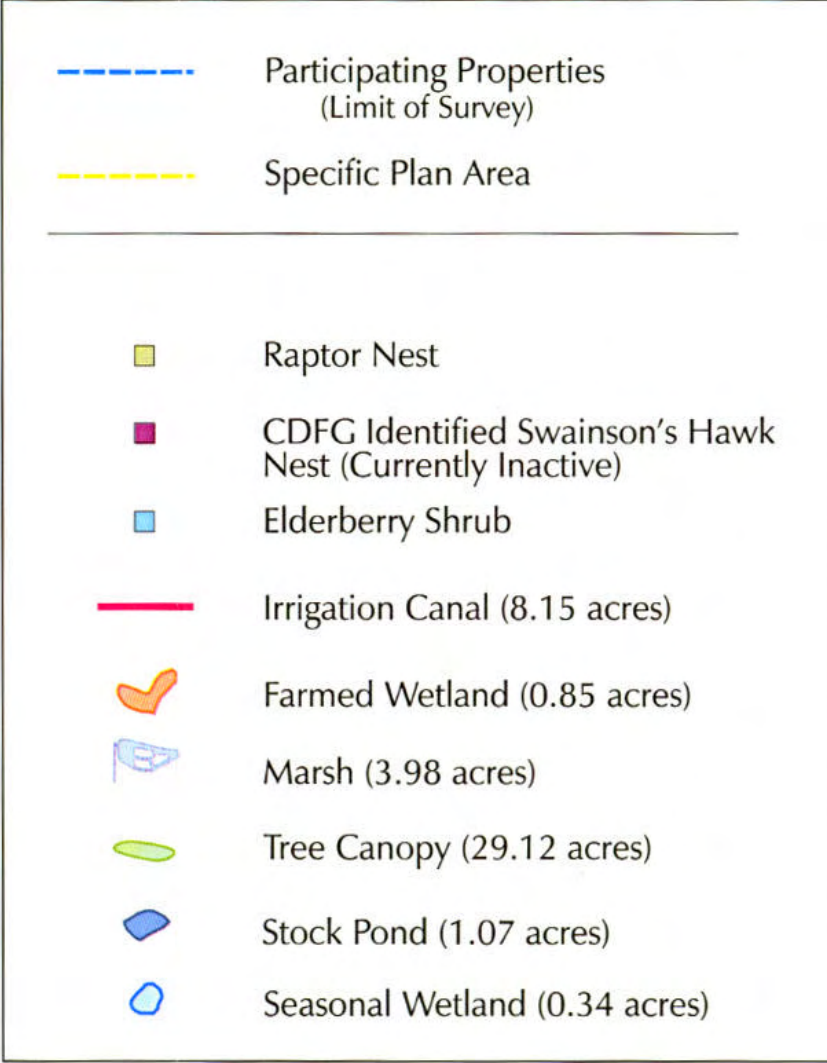 Participating Properties
(Limit of Survey)
Specific Plan Area
Raptor Nest
CDFG Identified Swainson's Hawk
Nest (Currently Inactive)
Elderberry Shrub
Irrigation Canal (8.15 acres)
Farmed Wetland (0.85 acres)
Marsh (3.98 acres)
Tree Canopy (29.12 acres)
Stock Pond (1.07 acres)
Seasonal Wetland (0.34 acres)